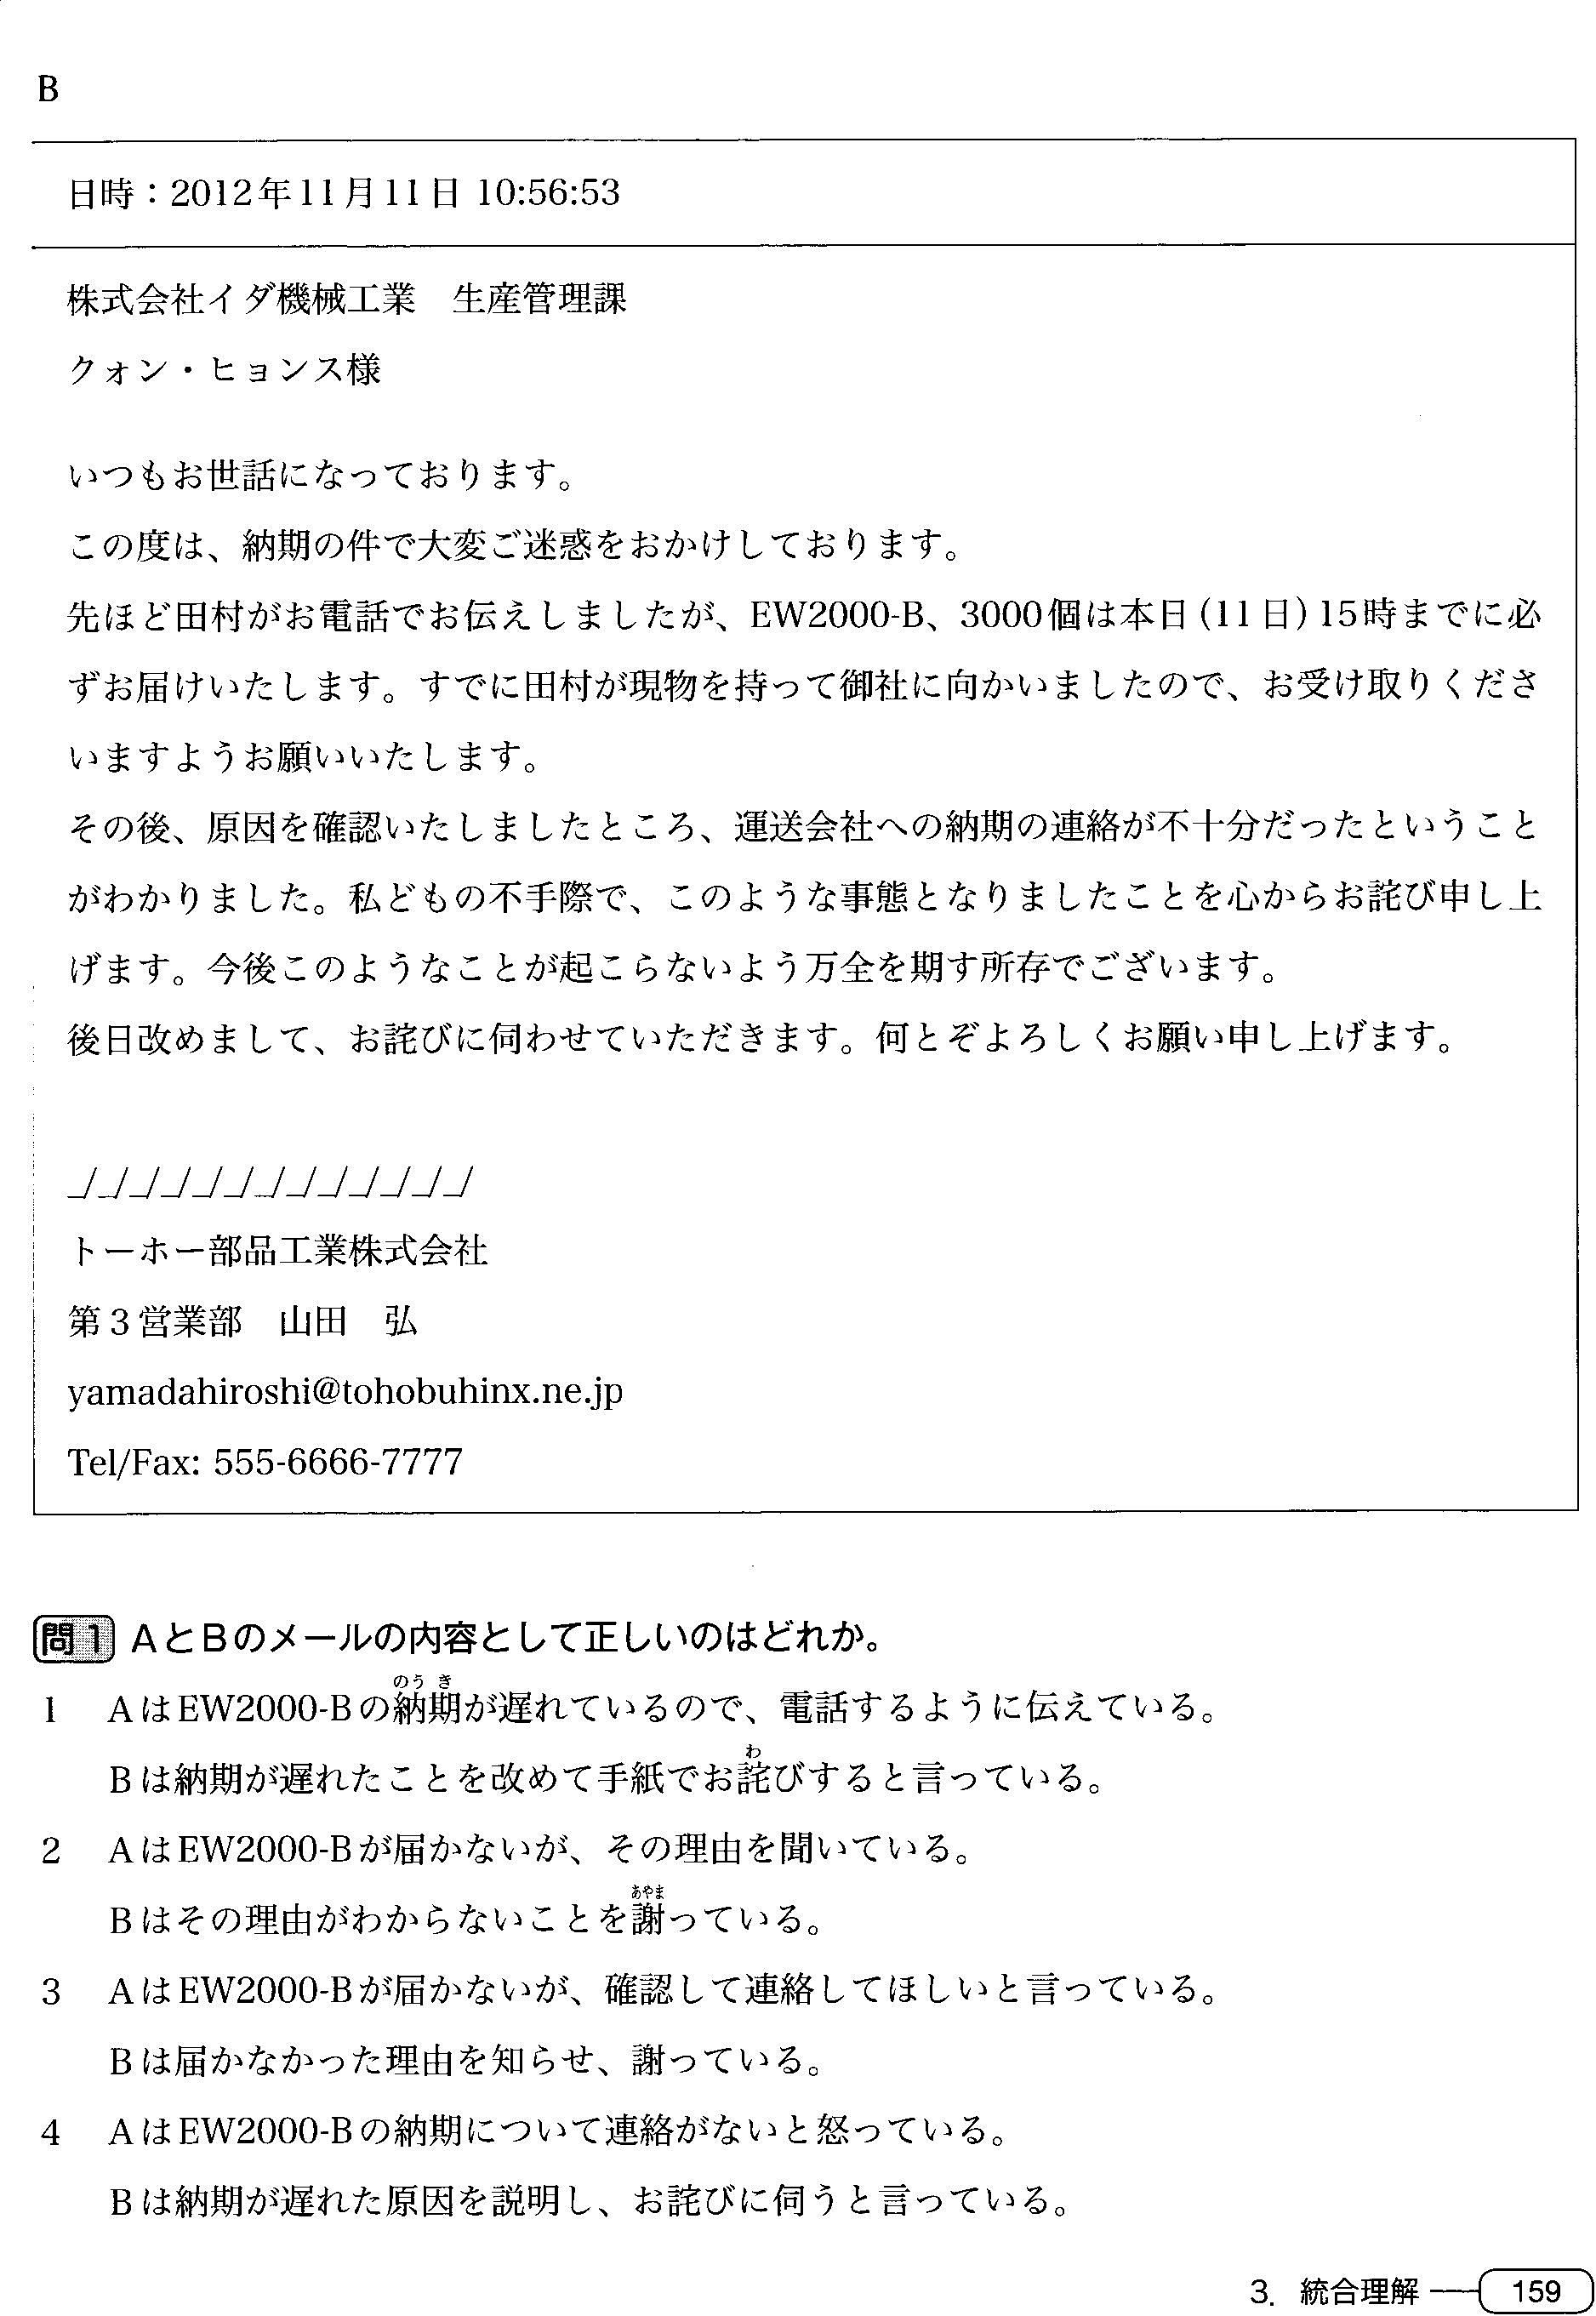 B
日時：2012年11月11日 10:56:53
株式会社イダ機械工業　生産管理課
クォン・ヒョンス様
いつもお世話になっております。
この度は、納期の件で大変ご迷惑をおかけしております。
先ほど田村がお電話でお伝えしましたが、EW2000-B、3000個は本日(11日)15時までに必
ずお届けいたします。すでに田村が現物を持って御社に向かいましたので、お受け取りくださ
いますようお願いいたします。
その後、原因を確認いたしましたところ、運送会社への納期の連絡が不十分だったということ
がわかりました。私どもの不手際で、このような事態となりましたことを心からお詫び申し上
げます。今後このようなことが起こらないよう万全を期す所存でございます。
後日改めまして、お詫びに伺わせていただきます。何とぞよろしくお願い申し上げます。
_/_/_/_/_/_/_/_/_/_/_/_/_/
トーホー部品工業株式会社
第3営業部　山田　弘
yamadahiroshi@tohobuhinx.ne.jp
Tel/Fax: 555-6666-7777
問1 AとBのメールの内容として正しいのはどれか。
のうき
1　AはEW2000-Bの納期が遅れているので、電話するように伝えている。
わ
Bは納期が遅れたことを改めて手紙でお詫びすると言っている。
2　AはEW2000-Bが届かないが、その理由を聞いている。
あやま
Bはその理由がわからないことを謝っている。
3　AはEW2000-Bが届かないが、確認して連絡してほしいと言っている。
Bは届かなかった理由を知らせ、謝っている。
4　AはEW2000-Bの納期について連絡がないと怒っている。
Bは納期が遅れた原因を説明し、お詫びに伺うと言っている。
3．統合理解 159